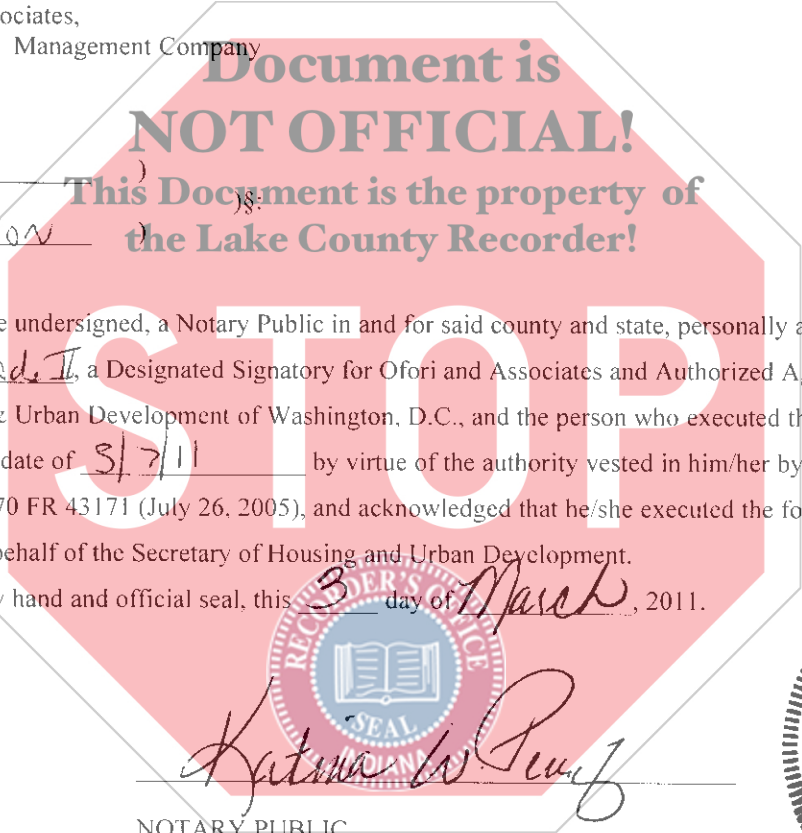 ociates,
Management Company
Document is
NOT OFFICIAL!
)
This Document is the property of
)§:
ON )
the Lake County Recorder!
STOP
e undersigned, a Notary Public in and for said county and state, personally a
d. II, a Designated Signatory for Ofori and Associates and Authorized A
Urban Development of Washington, D.C., and the person who executed th
date of 3/7/11 by virtue of the authority vested in him/her by
70 FR 43171 (July 26, 2005), and acknowledged that he/she executed the fo
behalf of the Secretary of Housing and Urban Development.
hand and official seal, this 3 day of March, 2011.
RECORDER'S OFFICE
SEAL
INDIANA
Katina W.
NOTARY PUBLIC